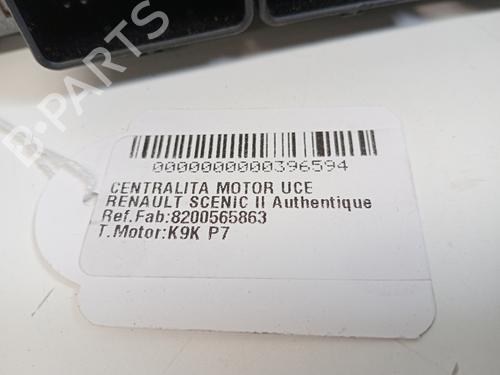 B-PARTS
0000000000396594
CENTRALITA MOTOR UCE
RENAULT SCENIC II Authentique
Ref.Fab:8200565863
T.Motor:K9K P7